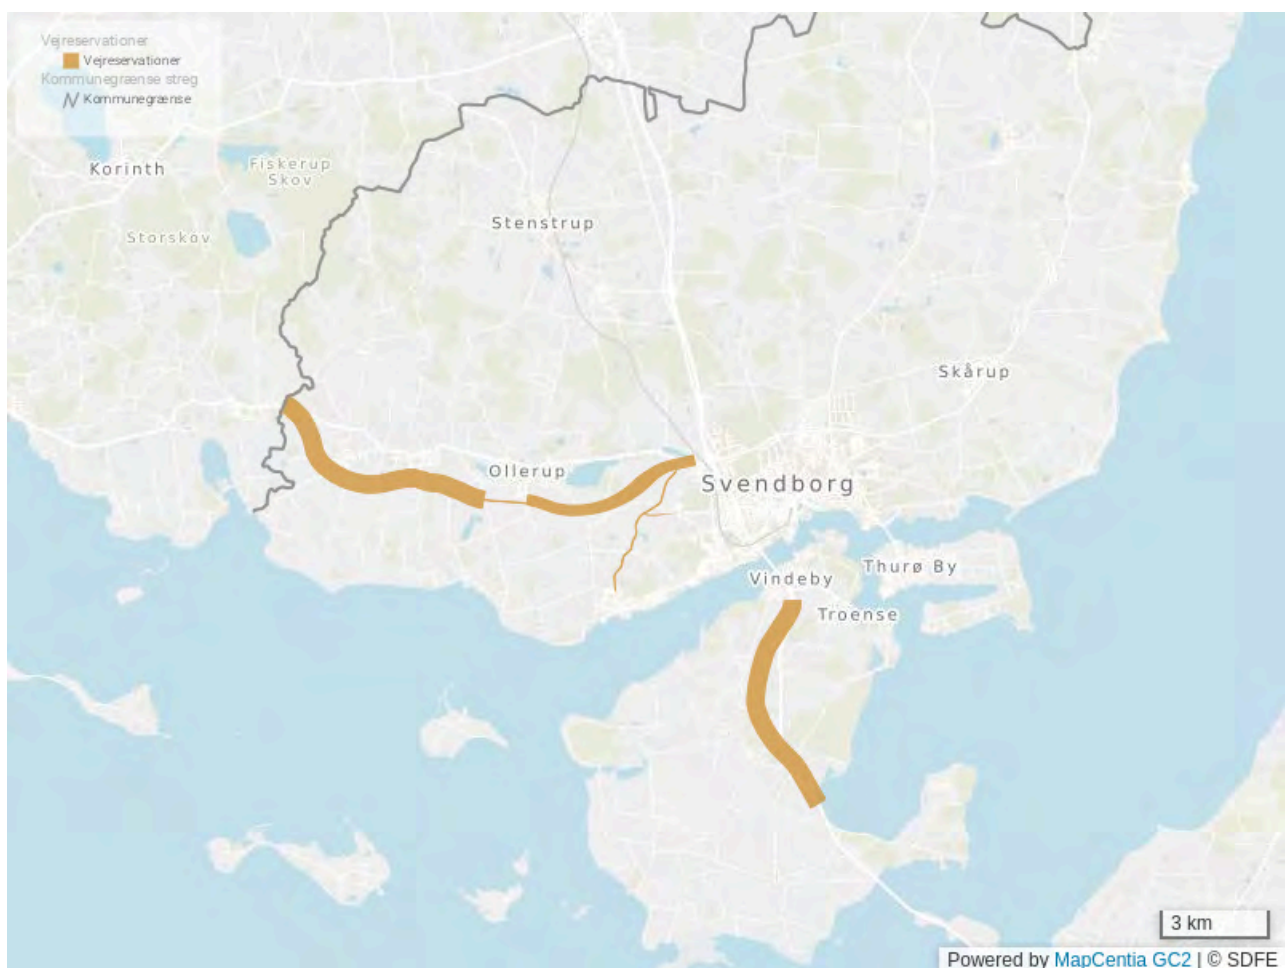 Vejreservationer
Vejreservationer
Kommunegrænse streg
Kommunegrænse
Korinth
Fiskerup
Skov
Storskov
Stenstrup
Skårup
Ollerup
Svendborg
Vindeby
Thurø By
Troense
3 km
Powered by MapCentia GC2 | © SDFE